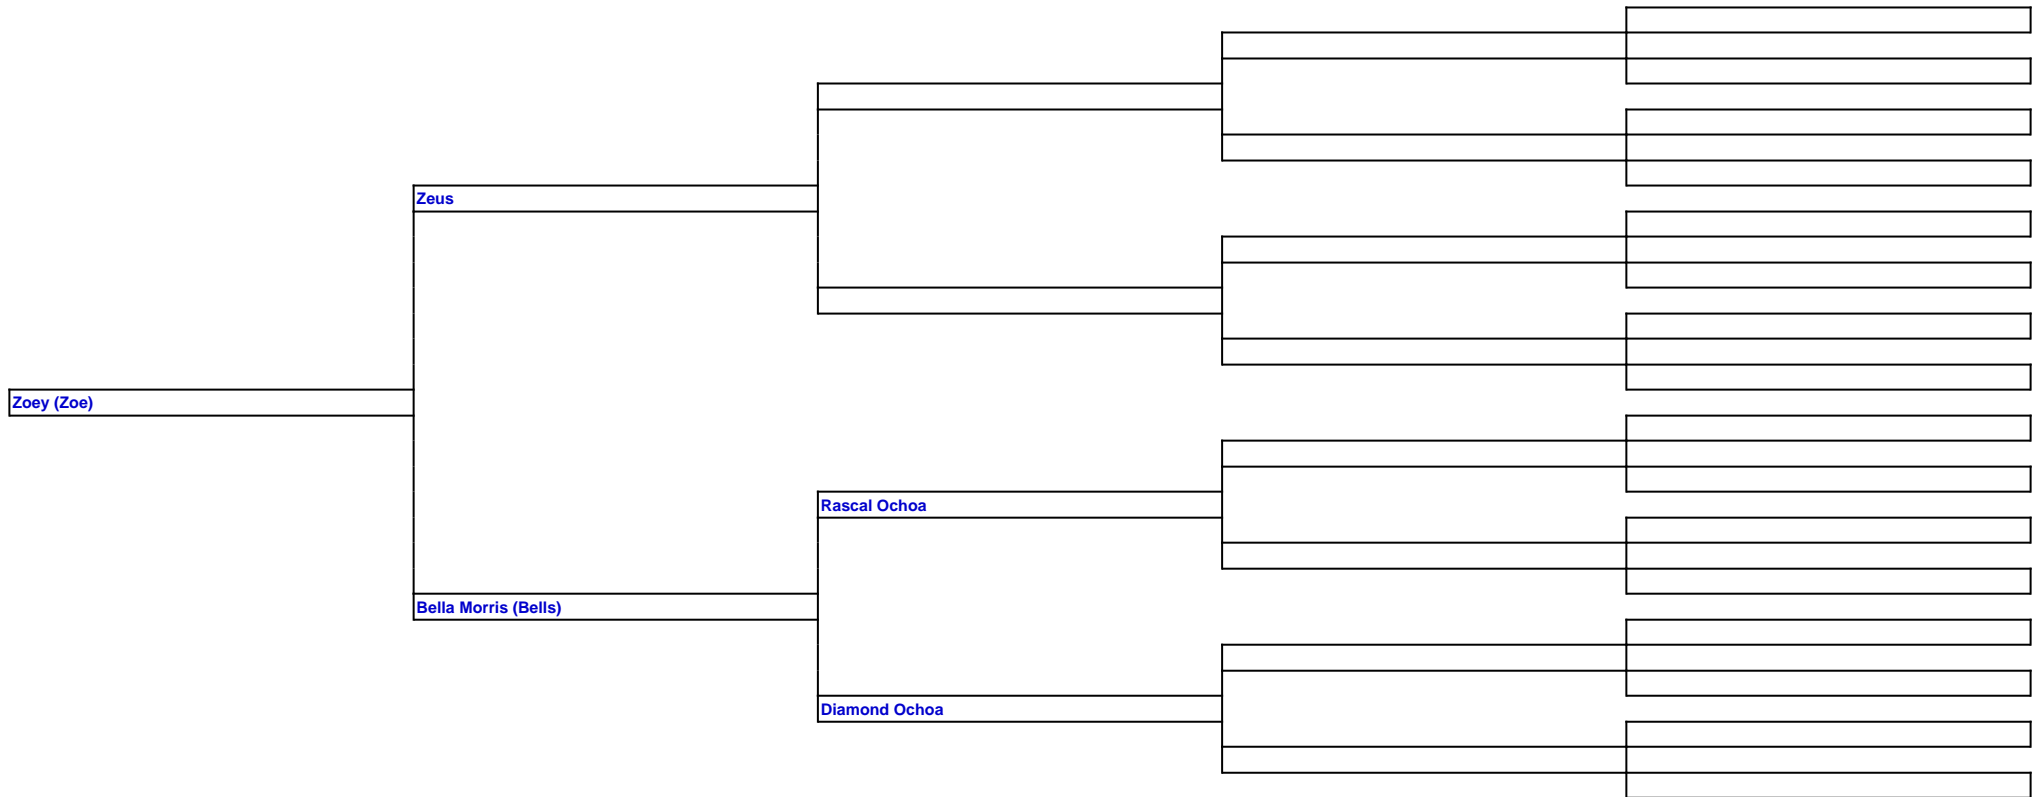 Zeus
Zoey (Zoe)
Rascal Ochoa
Bella Morris (Bells)
Diamond Ochoa